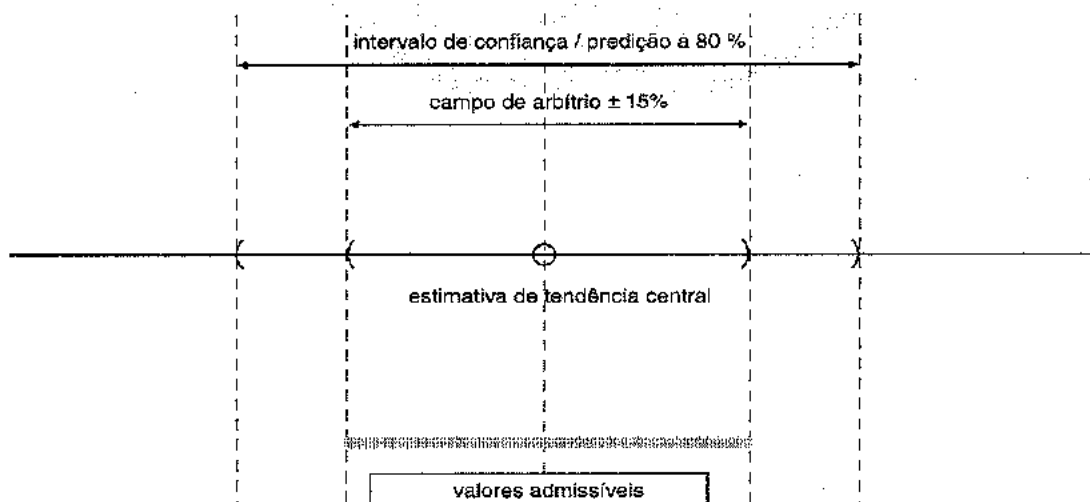 intervalo de confiança / predição a 80 %
campo de arbítrio ± 15%
estimativa de tendência central
valores admissíveis